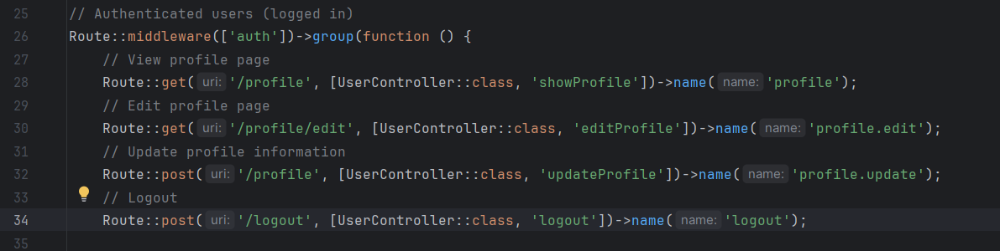 25 // Authenticated users (logged in)
26 Route::middleware(['auth'])->group(function () {
27 // View profile page
28 Route::get( uri: '/profile', [UserController::class, 'showProfile'])->name( name: 'profile');
29 // Edit profile page
30 Route::get( uri: '/profile/edit', [UserController::class, 'editProfile'])->name( name: 'profile.edit');
31 // Update profile information
32 Route::post( uri: '/profile', [UserController::class, 'updateProfile'])->name( name: 'profile.update');
33 // Logout
34 Route::post( uri: '/logout', [UserController::class, 'logout'])->name( name: 'logout');
35